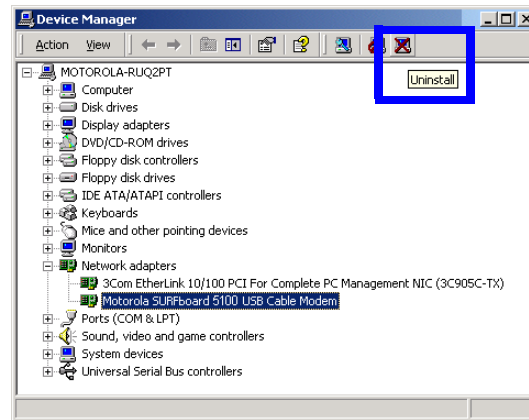 Device Manager
Action View
Uninstall
MOTOROLA-RUQ2PT
Computer
Disk drives
Display adapters
DVD/CD-ROM drives
Floppy disk controllers
Floppy disk drives
IDE ATA/ATAPI controllers
Keyboards
Mice and other pointing devices
Monitors
Network adapters
3Com EtherLink 10/100 PCI For Complete PC Management NIC (3C905C-TX)
Motorola SURFboard 5100 USB Cable Modem
Ports (COM & LPT)
Sound, video and game controllers
System devices
Universal Serial Bus controllers